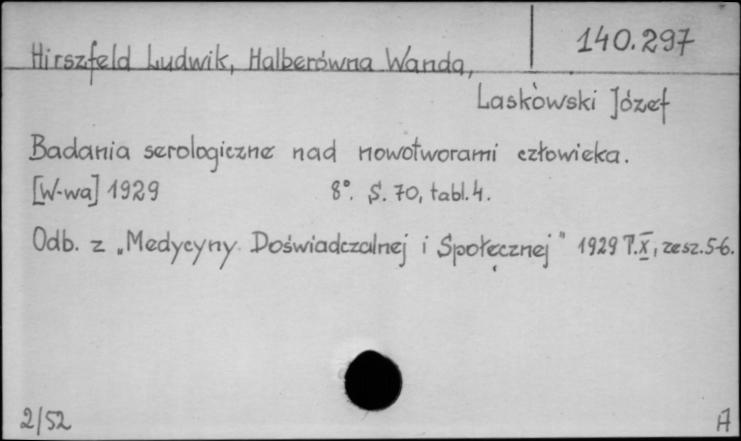 140.297
Hirszfeld Ludwik, Halberówna Wanda,
Laskowski Józef
Badania serologiczne nad nowotworami człowieka.
[W-wa] 1929 8°. S. 70, tabl. 4.
Odb. z „Medycyny Doświadczalnej i Społecznej" 1929 T. X, zesz. 5-6.
2/52 A